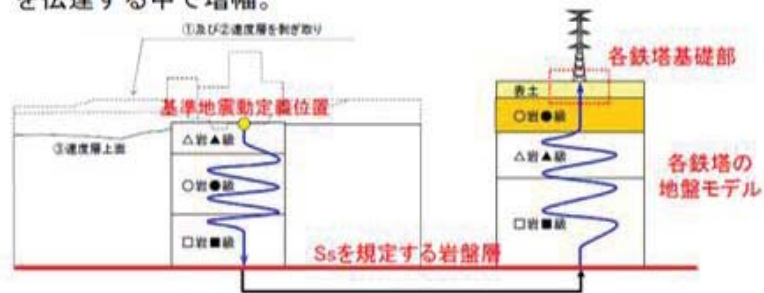 を伝達する中で増幅。
①及び②速度層を剥ぎ取り
各鉄塔基礎部
基準地震動定義位置
③速度層上面
△岩▲級
○岩●級
□岩■級
表土
○岩●級
△岩▲級
□岩■級
各鉄塔の
地盤モデル
Ssを規定する岩盤層